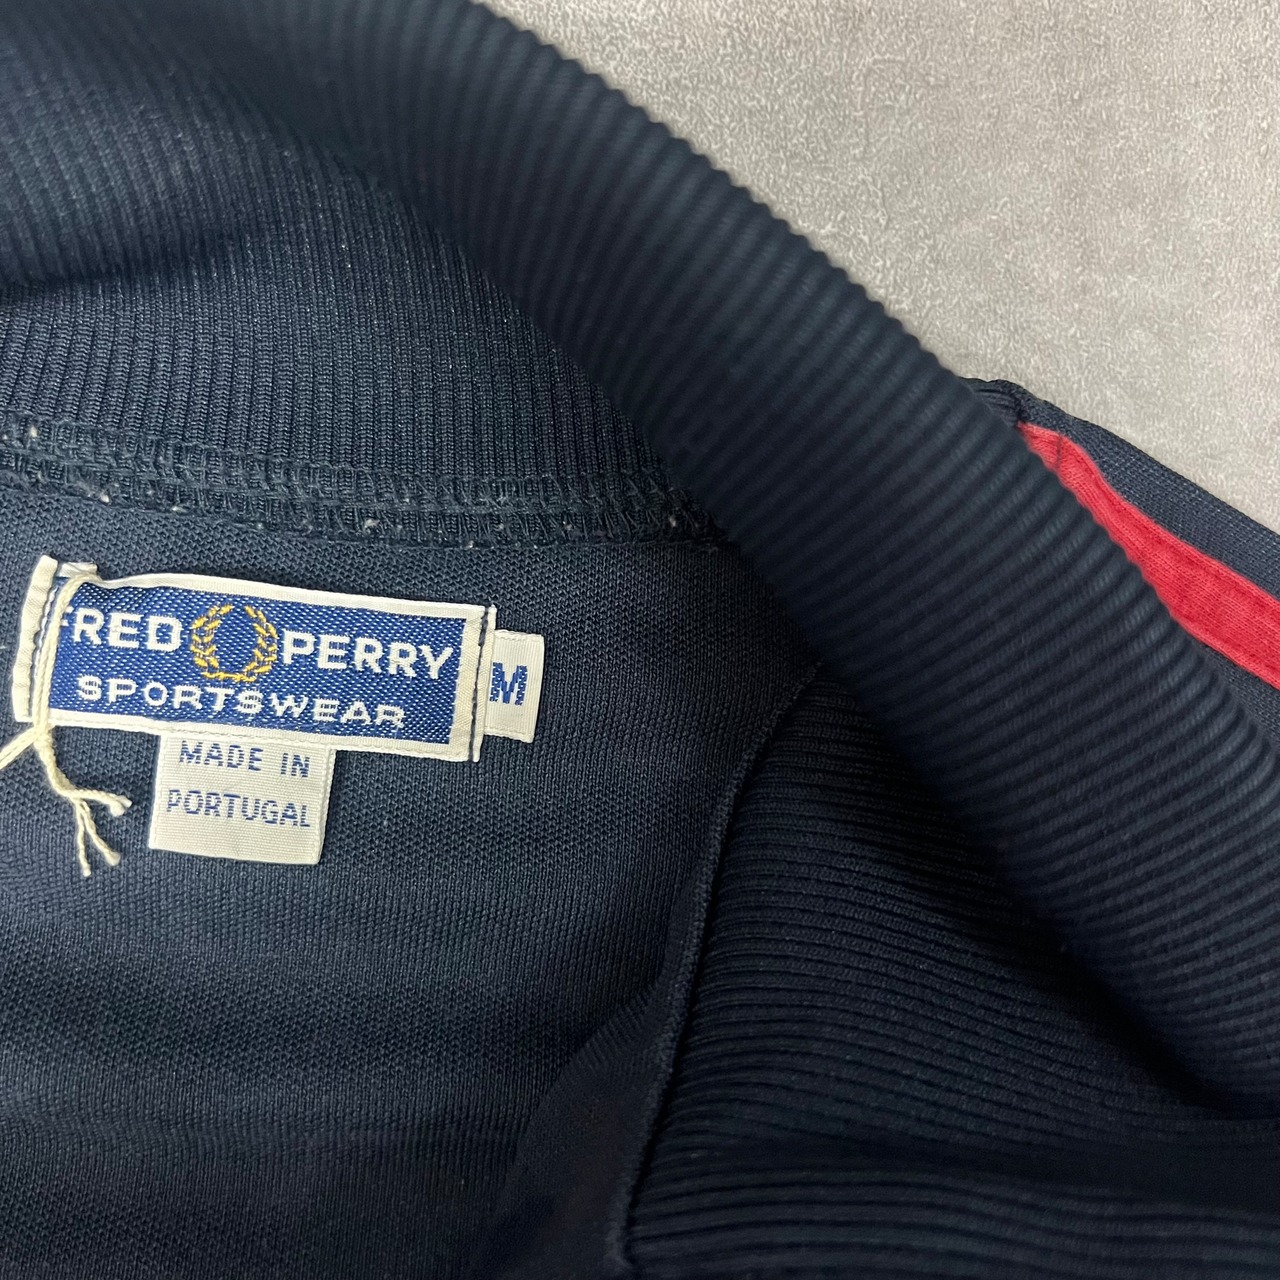 FRED PERRY
SPORTSWEAR
M
MADE IN
PORTUGAL